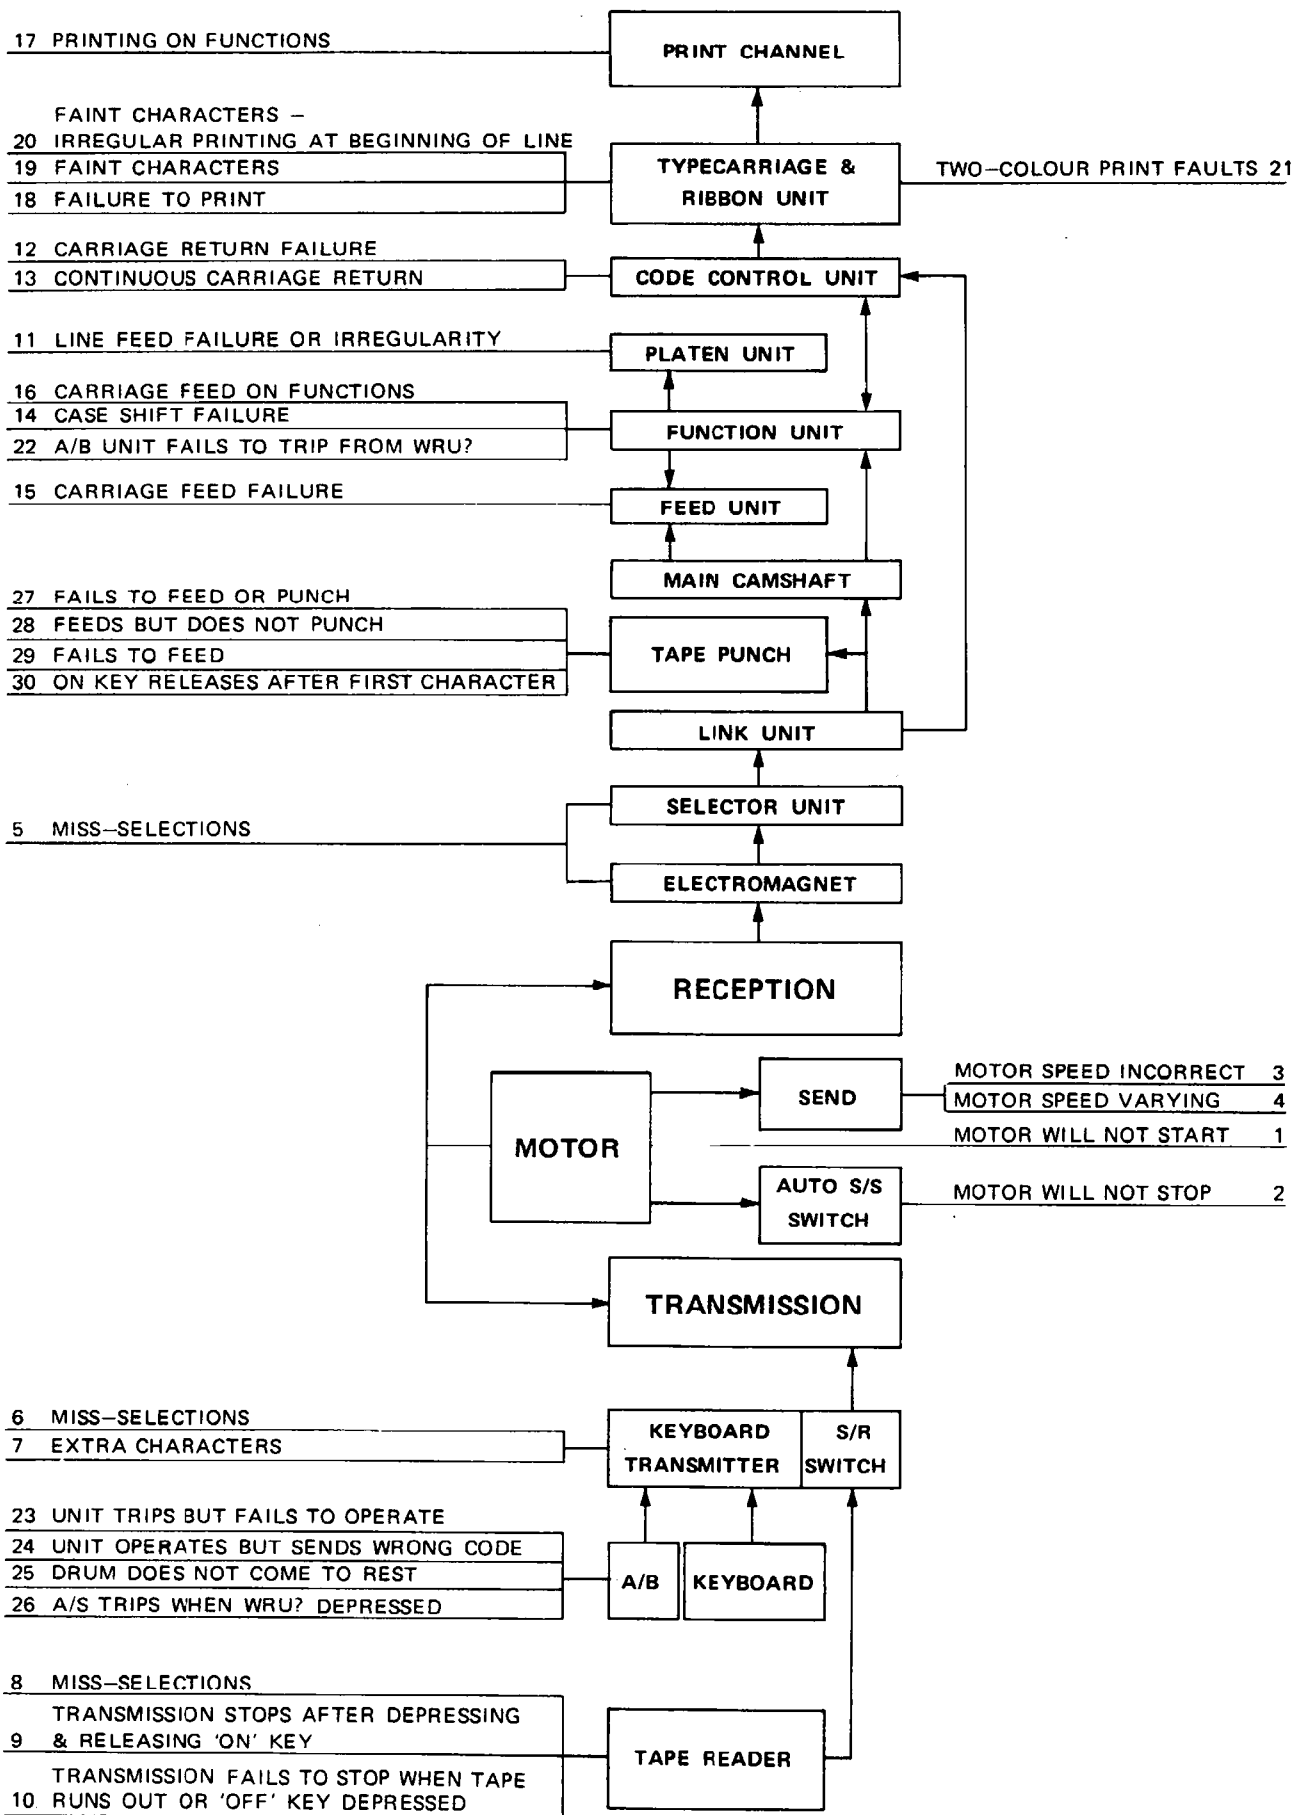 17 PRINTING ON FUNCTIONS
PRINT CHANNEL
FAINT CHARACTERS –
20 IRREGULAR PRINTING AT BEGINNING OF LINE
19 FAINT CHARACTERS
18 FAILURE TO PRINT
TYPECARRIAGE &
RIBBON UNIT
TWO–COLOUR PRINT FAULTS 21
12 CARRIAGE RETURN FAILURE
13 CONTINUOUS CARRIAGE RETURN
CODE CONTROL UNIT
11 LINE FEED FAILURE OR IRREGULARITY
PLATEN UNIT
16 CARRIAGE FEED ON FUNCTIONS
14 CASE SHIFT FAILURE
22 A/B UNIT FAILS TO TRIP FROM WRU?
FUNCTION UNIT
15 CARRIAGE FEED FAILURE
FEED UNIT
MAIN CAMSHAFT
27 FAILS TO FEED OR PUNCH
28 FEEDS BUT DOES NOT PUNCH
29 FAILS TO FEED
30 ON KEY RELEASES AFTER FIRST CHARACTER
TAPE PUNCH
LINK UNIT
SELECTOR UNIT
5 MISS–SELECTIONS
ELECTROMAGNET
RECEPTION
MOTOR
SEND
MOTOR SPEED INCORRECT 3
MOTOR SPEED VARYING 4
MOTOR WILL NOT START 1
AUTO S/S
SWITCH
MOTOR WILL NOT STOP 2
TRANSMISSION
6 MISS–SELECTIONS
7 EXTRA CHARACTERS
KEYBOARD
TRANSMITTER
S/R
SWITCH
23 UNIT TRIPS BUT FAILS TO OPERATE
24 UNIT OPERATES BUT SENDS WRONG CODE
25 DRUM DOES NOT COME TO REST
26 A/S TRIPS WHEN WRU? DEPRESSED
A/B
KEYBOARD
8 MISS–SELECTIONS
TRANSMISSION STOPS AFTER DEPRESSING
9 & RELEASING 'ON' KEY
TRANSMISSION FAILS TO STOP WHEN TAPE
10 RUNS OUT OR 'OFF' KEY DEPRESSED
TAPE READER